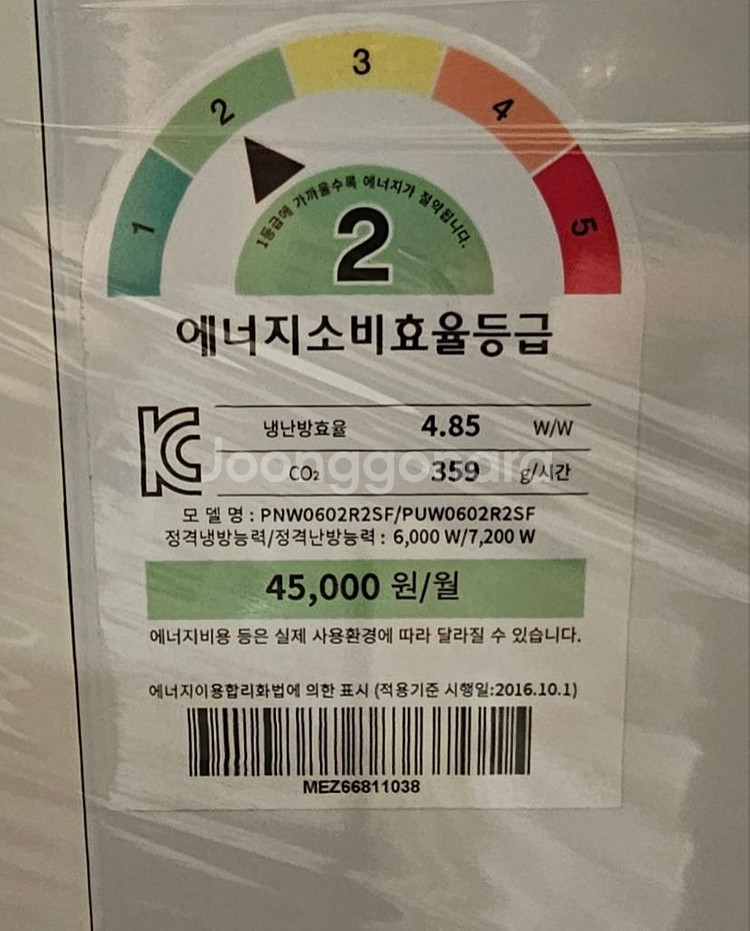 1
2
3
4
5
1등급에 가까울수록 에너지가 절약됩니다.
2
에너지소비효율등급
냉난방효율 4.85 W/W
CO₂ 359 g/시간
Joonggonara
모 델 명 : PNW0602R2SF/PUW0602R2SF
정격냉방능력/정격난방능력 : 6,000 W/7,200 W
45,000 원/월
에너지비용 등은 실제 사용환경에 따라 달라질 수 있습니다.
에너지이용합리화법에 의한 표시 (적용기준 시행일:2016.10.1)
MEZ66811038